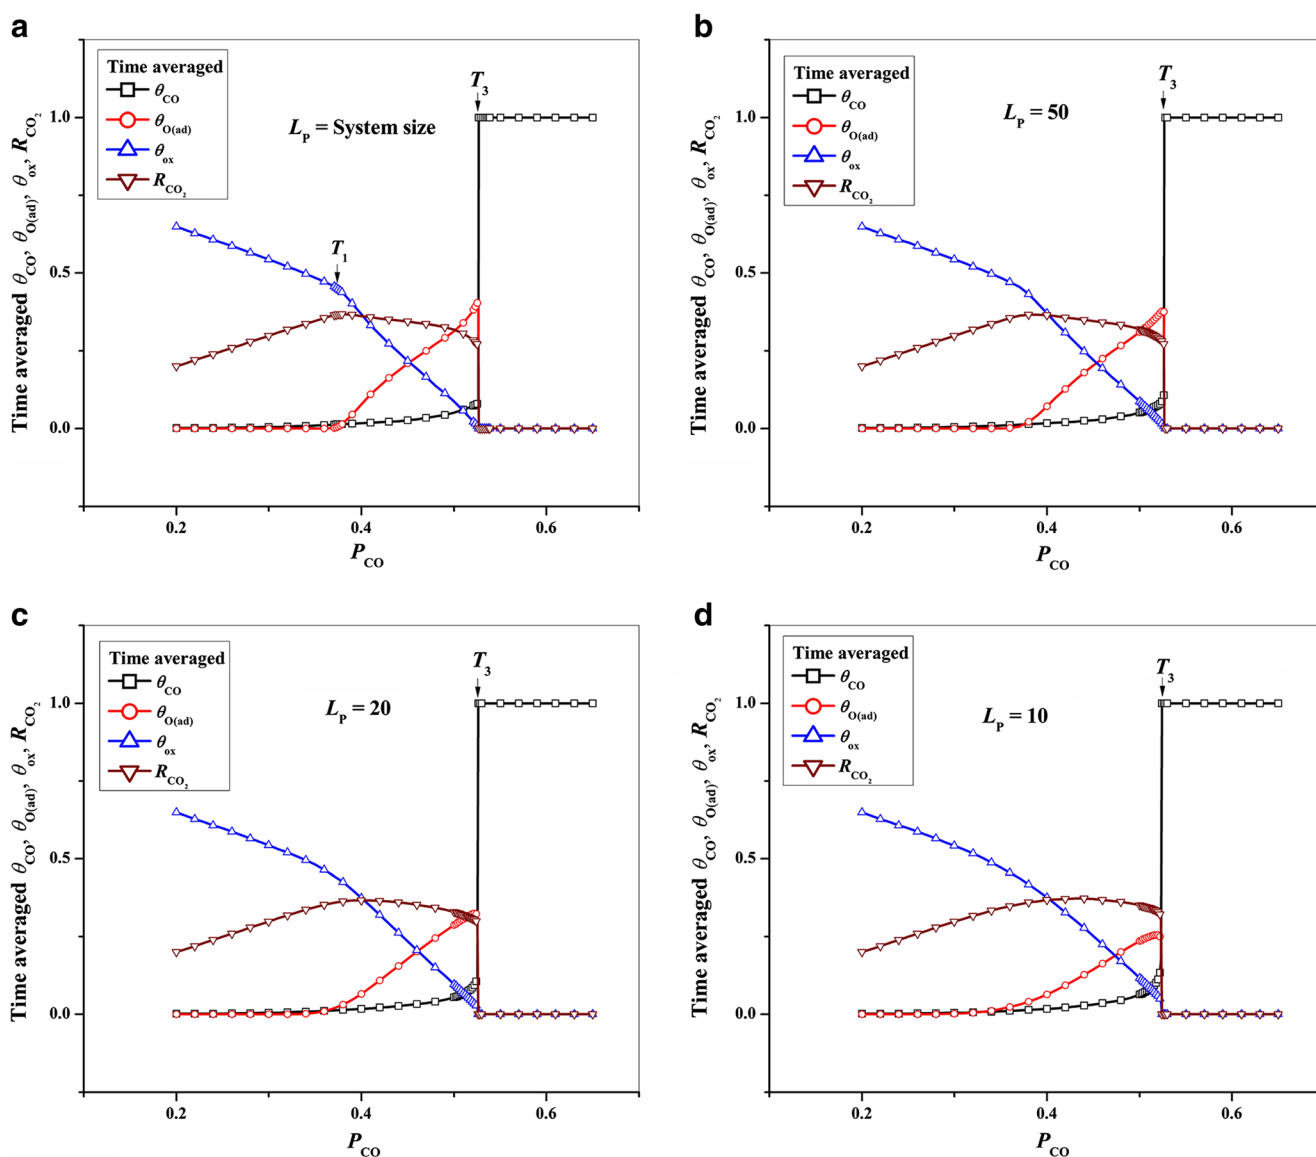 a
Time averaged θCO, θO(ad), θox, RCO2
1.0
0.5
0.0
Time averaged
θCO
θO(ad)
θox
RCO2
LP = System size
T1
T3
0.2
0.4
0.6
PCO
b
Time averaged θCO, θO(ad), θox, RCO2
1.0
0.5
0.0
Time averaged
θCO
θO(ad)
θox
RCO2
LP = 50
T3
0.2
0.4
0.6
PCO
c
Time averaged θCO, θO(ad), θox, RCO2
1.0
0.5
0.0
Time averaged
θCO
θO(ad)
θox
RCO2
LP = 20
T3
0.2
0.4
0.6
PCO
d
Time averaged θCO, θO(ad), θox, RCO2
1.0
0.5
0.0
Time averaged
θCO
θO(ad)
θox
RCO2
LP = 10
T3
0.2
0.4
0.6
PCO